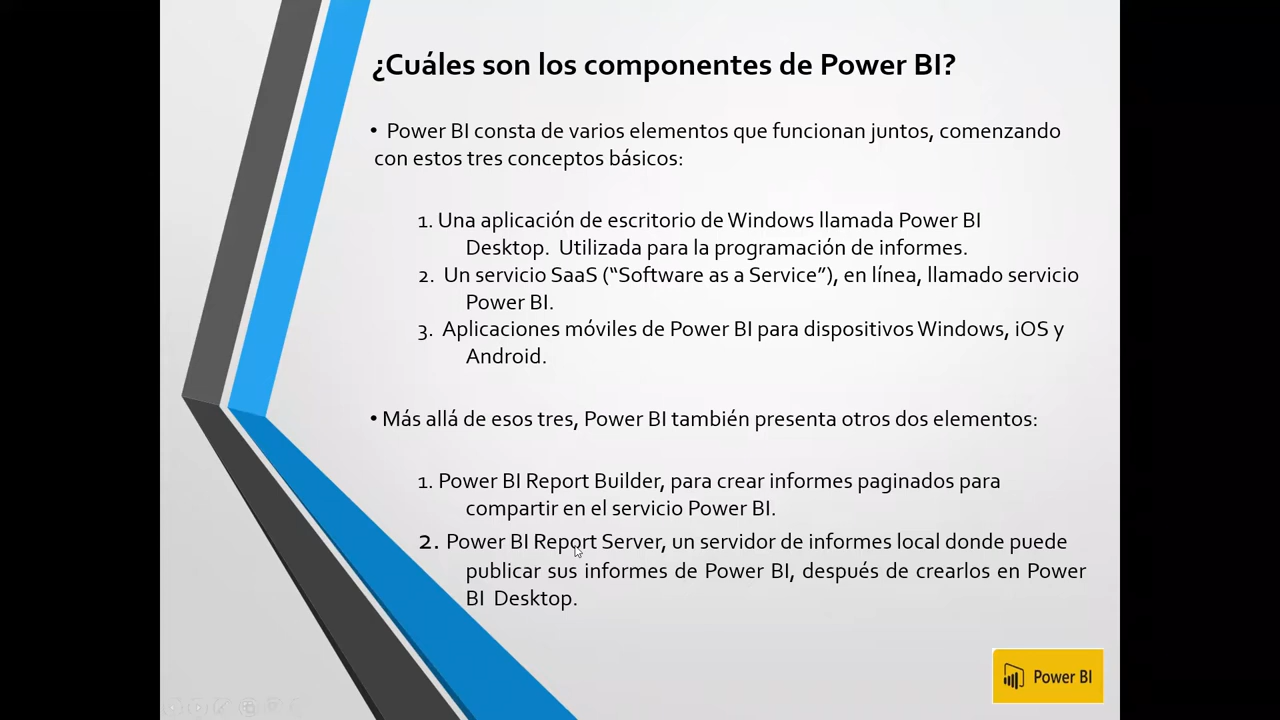 ¿Cuáles son los componentes de Power BI?
• Power BI consta de varios elementos que funcionan juntos, comenzando
con estos tres conceptos básicos:
1. Una aplicación de escritorio de Windows llamada Power BI
Desktop. Utilizada para la programación de informes.
2. Un servicio SaaS (“Software as a Service”), en línea, llamado servicio
Power BI.
3. Aplicaciones móviles de Power BI para dispositivos Windows, iOS y
Android.
• Más allá de esos tres, Power BI también presenta otros dos elementos:
1. Power BI Report Builder, para crear informes paginados para
compartir en el servicio Power BI.
2. Power BI Report Server, un servidor de informes local donde puede
publicar sus informes de Power BI, después de crearlos en Power
BI Desktop.
Power BI